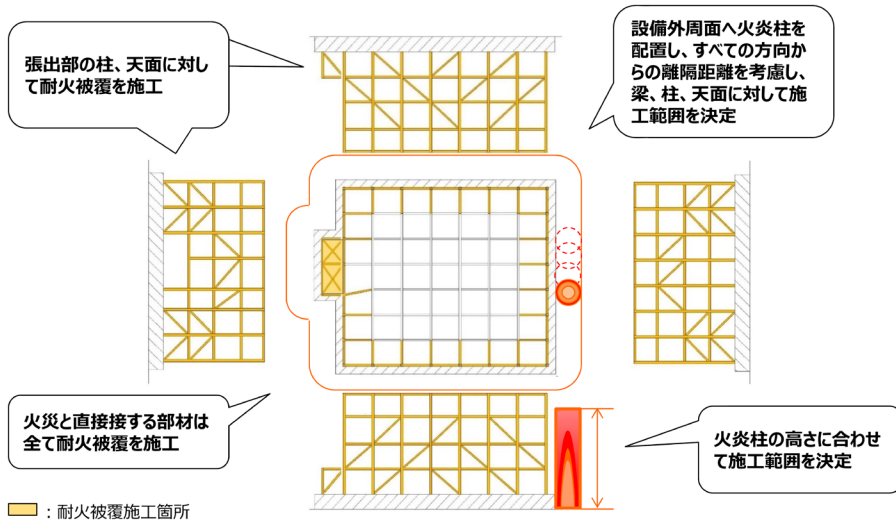 張出部の柱、天面に対し
て耐火被覆を施工
設備外周面へ火炎柱を
配置し、すべての方向か
らの離隔距離を考慮し、
梁、柱、天面に対して施
工範囲を決定
火災と直接接する部材は
全て耐火被覆を施工
火炎柱の高さに合わせ
て施工範囲を決定
：耐火被覆施工箇所